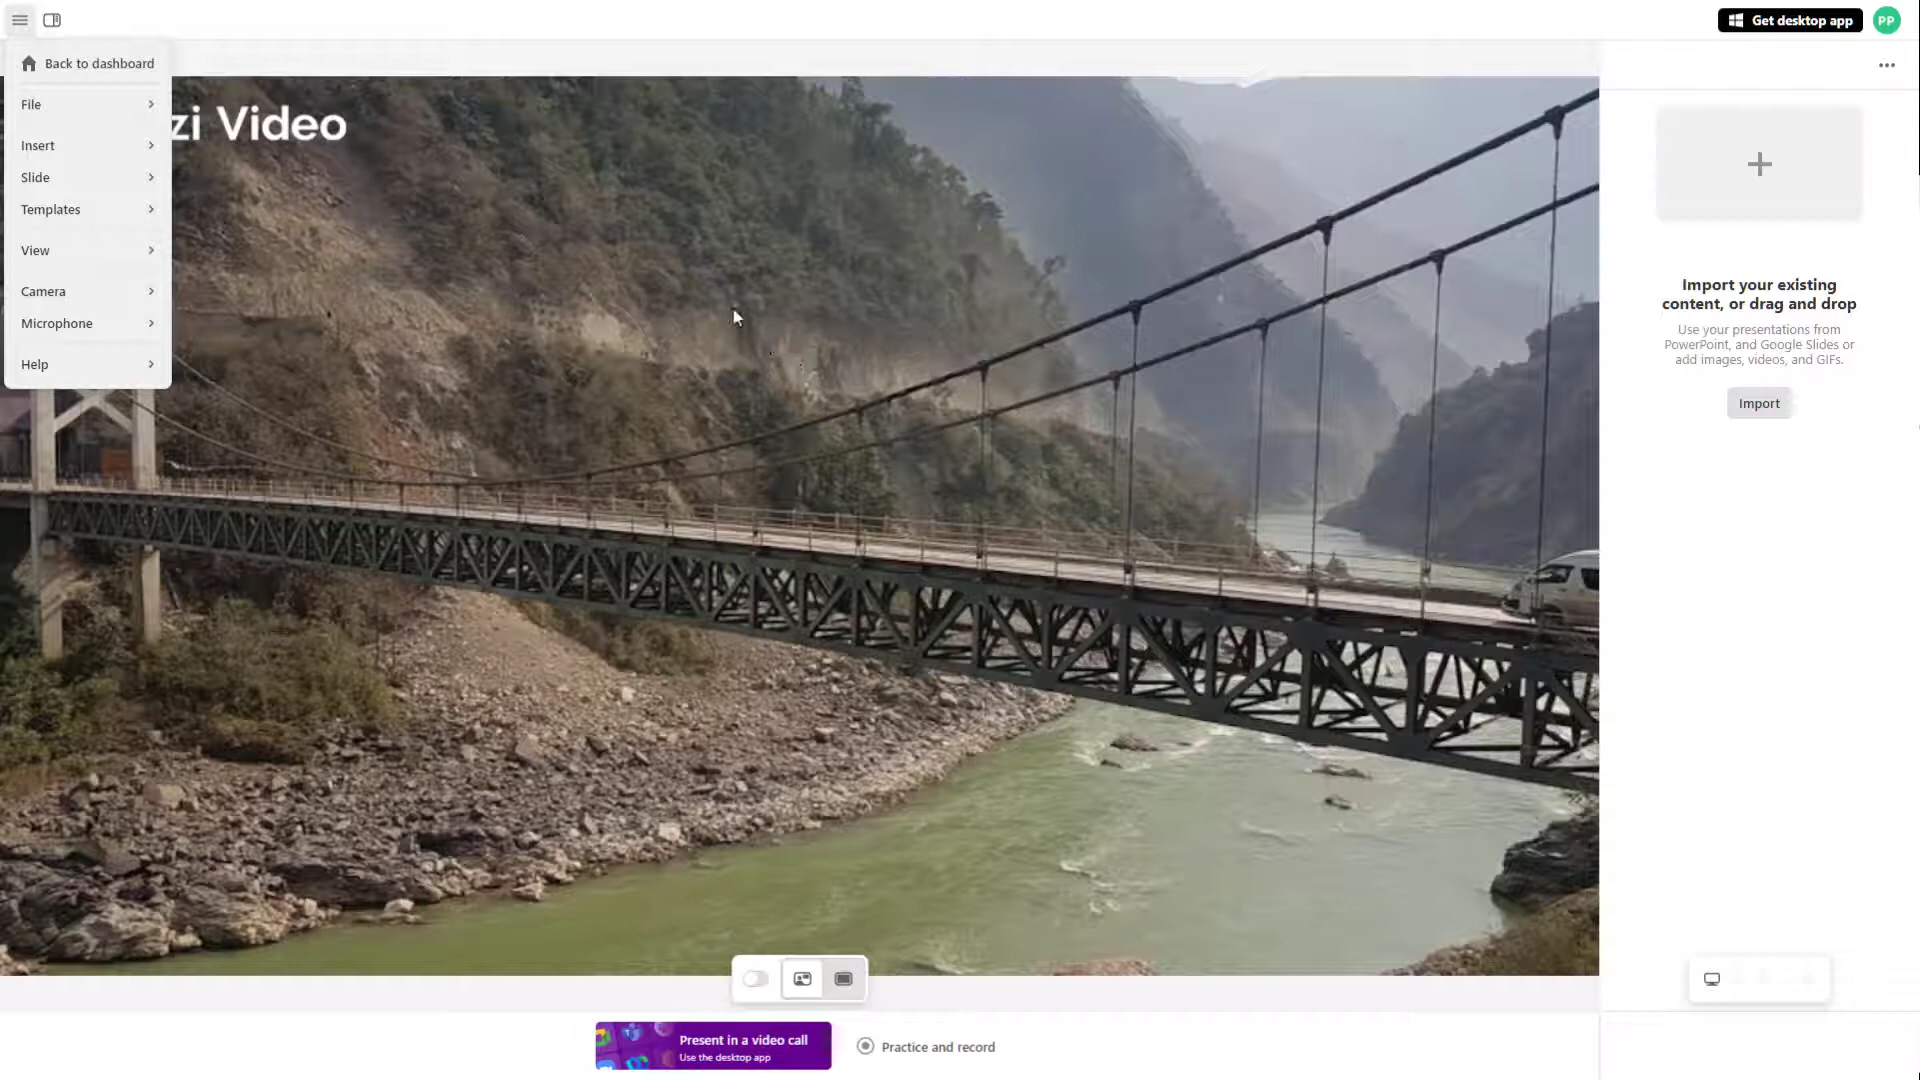 Get desktop app
PP
Back to dashboard
File
zi Video
Insert
Slide
Templates
View
Camera
Microphone
Help
Import your existing
content, or drag and drop
Use your presentations from
PowerPoint, and Google Slides or
add images, videos, and GIFs.
Import
Present in a video call
Use the desktop app
Practice and record